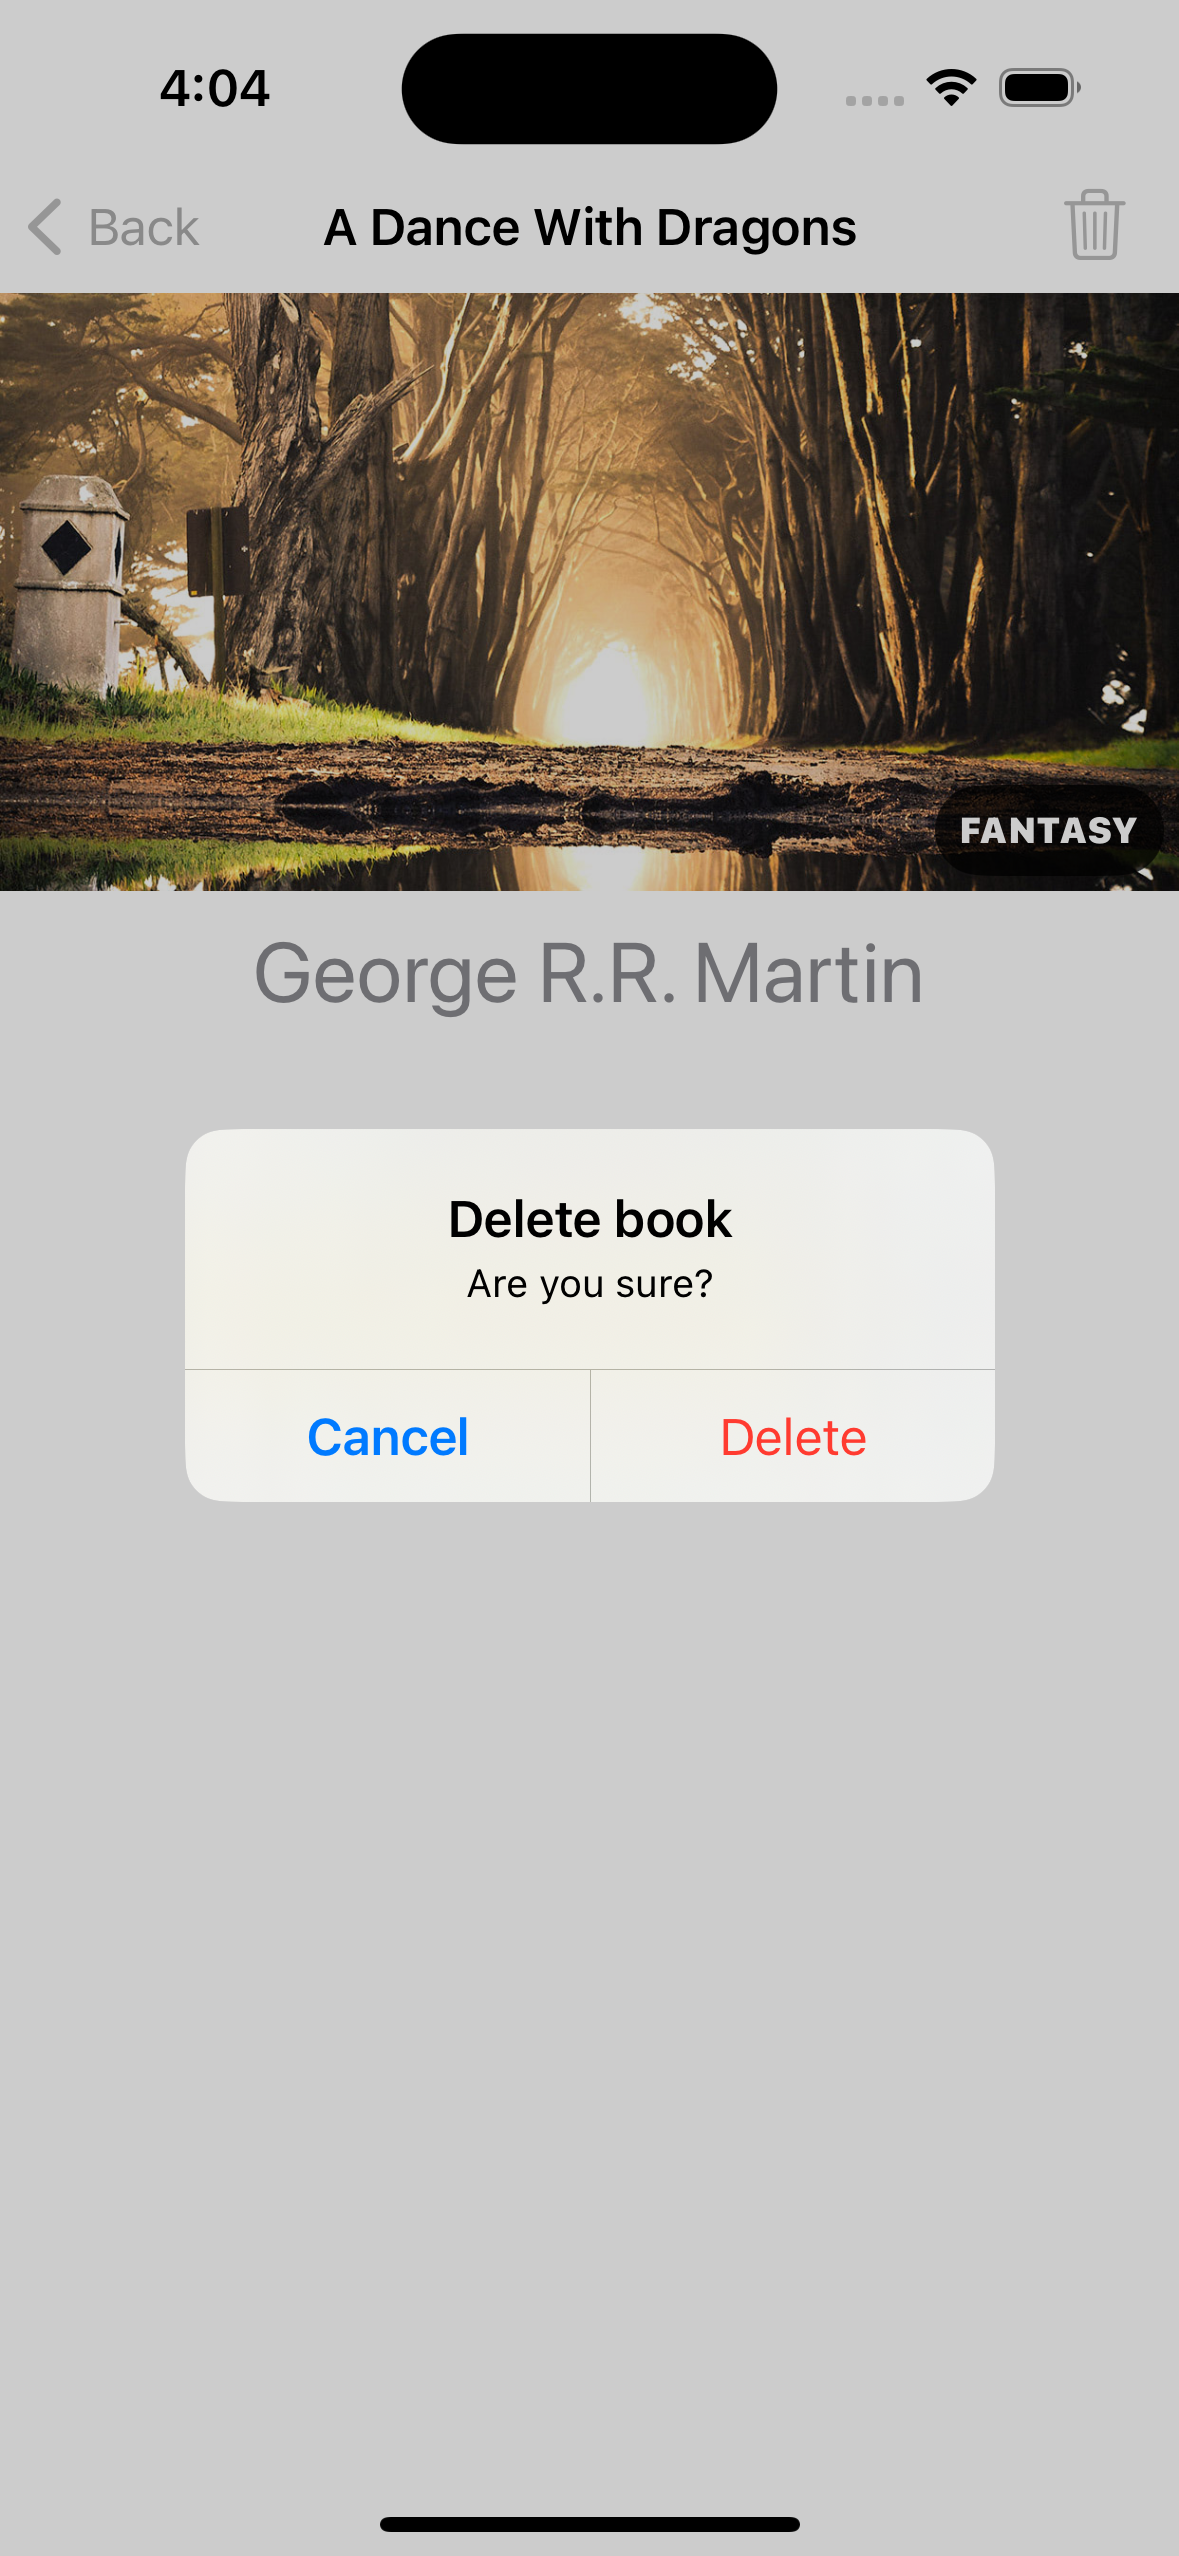 4:04
Back
A Dance With Dragons
FANTASY
George R.R. Martin
Delete book
Are you sure?
Cancel
Delete